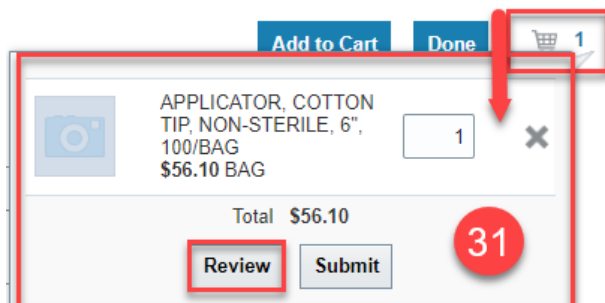 Add to Cart Done 1
APPLICATOR, COTTON
TIP, NON-STERILE, 6",
100/BAG
$56.10 BAG
1
Total $56.10
Review Submit
31